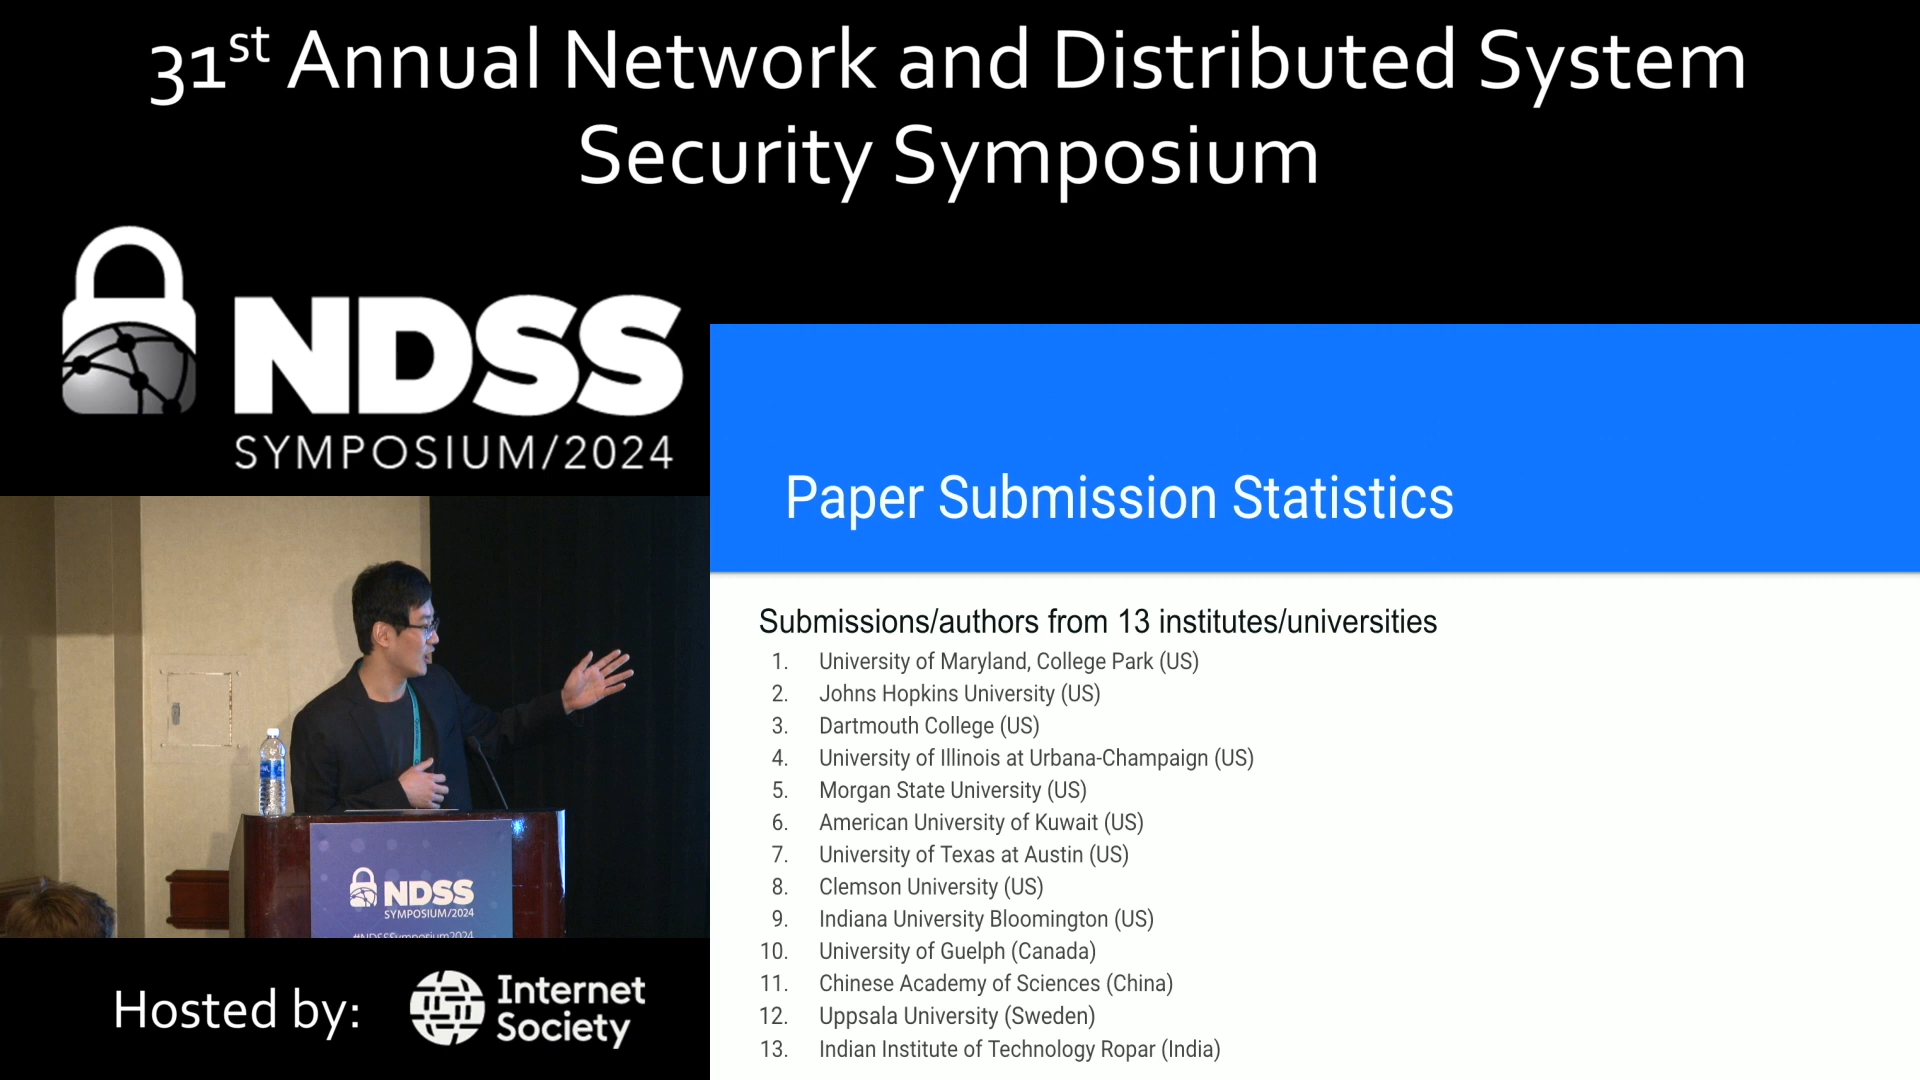 31st Annual Network and Distributed System
Security Symposium
NDSS
SYMPOSIUM/2024
Paper Submission Statistics
Submissions/authors from 13 institutes/universities
1. University of Maryland, College Park (US)
2. Johns Hopkins University (US)
3. Dartmouth College (US)
4. University of Illinois at Urbana-Champaign (US)
5. Morgan State University (US)
6. American University of Kuwait (US)
7. University of Texas at Austin (US)
8. Clemson University (US)
9. Indiana University Bloomington (US)
10. University of Guelph (Canada)
11. Chinese Academy of Sciences (China)
12. Uppsala University (Sweden)
13. Indian Institute of Technology Ropar (India)
NDSS
SYMPOSIUM/2024
#NDSSSymposium2024
Hosted by:
Internet
Society